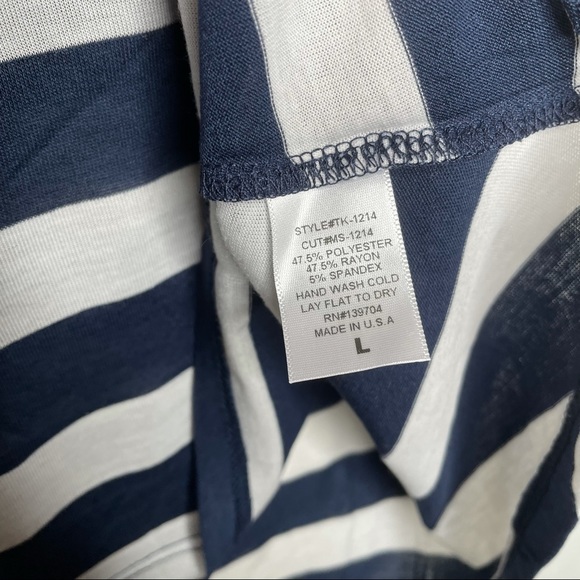 STYLE#TK-1214
CUT#MS-1214
47.5% POLYESTER
47.5% RAYON
5% SPANDEX
HAND WASH COLD
LAY FLAT TO DRY
RN#139704
MADE IN U.S.A
L